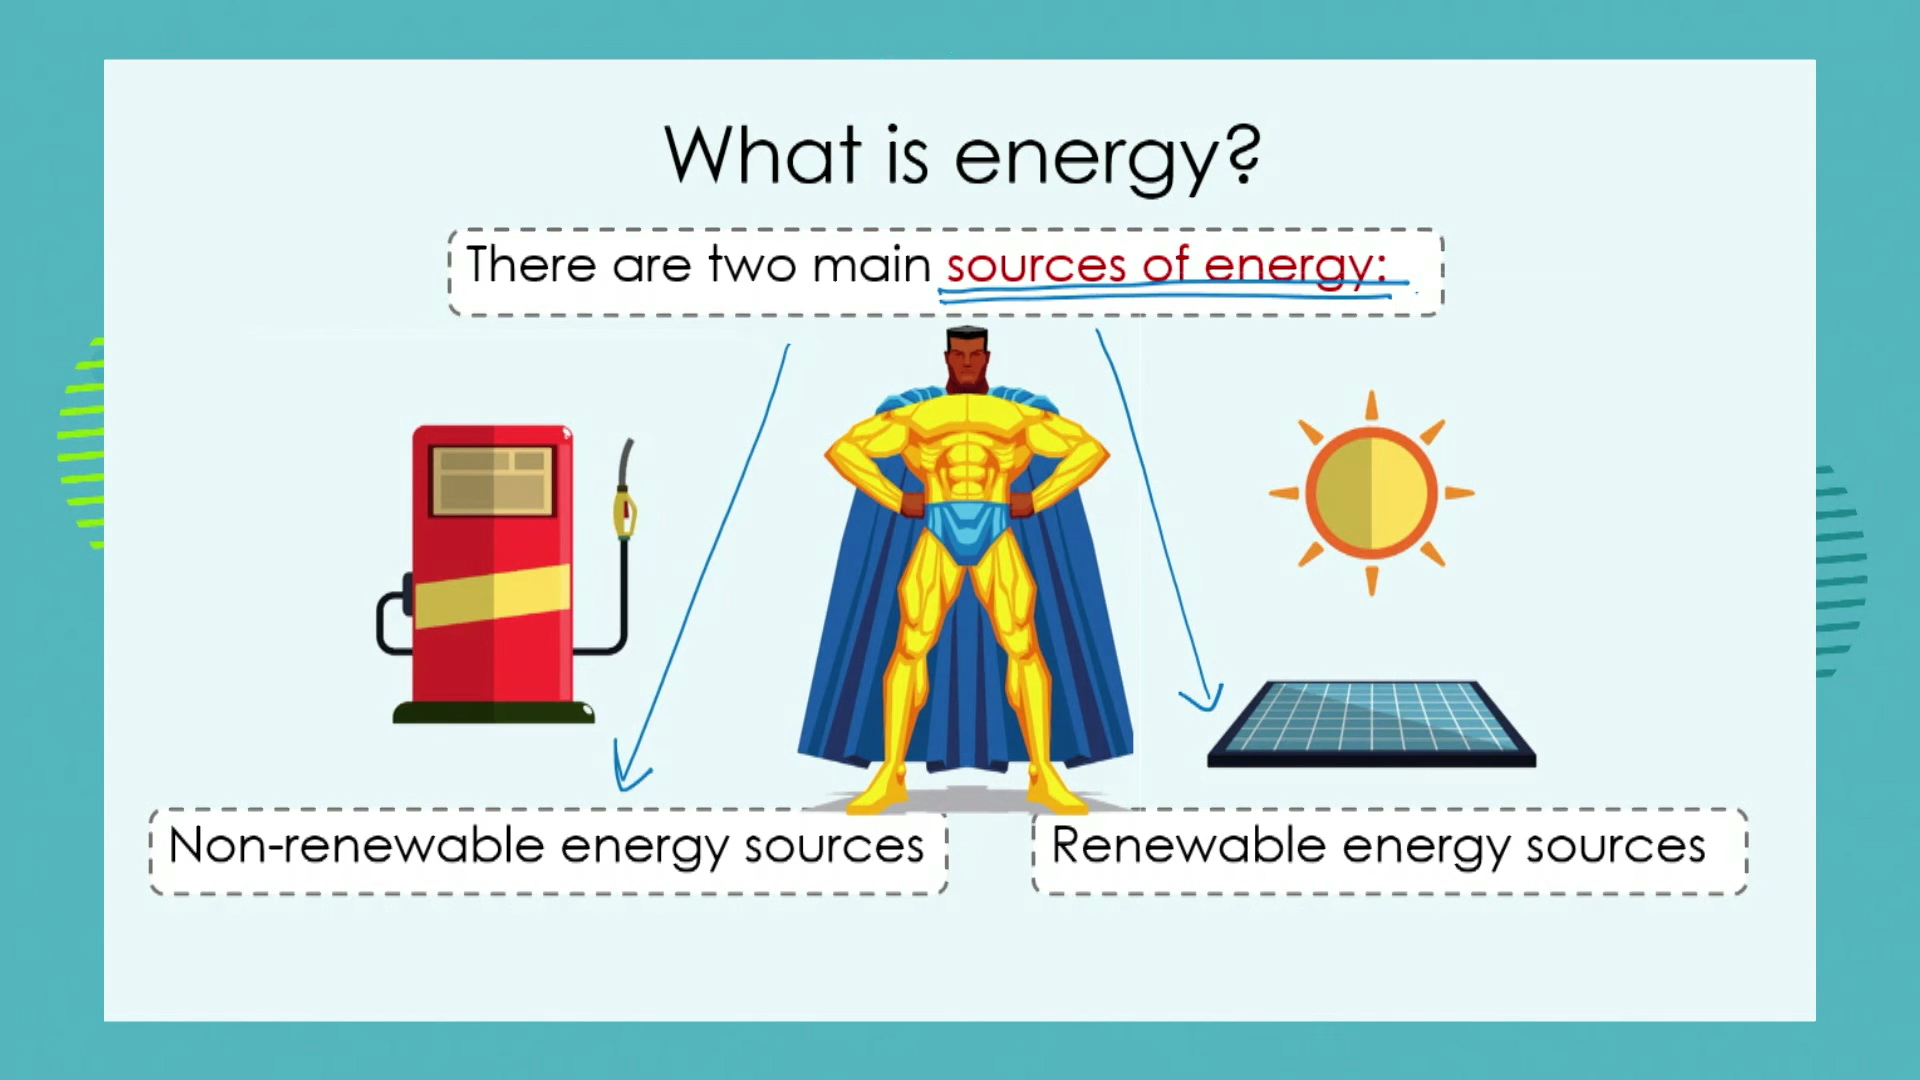 What is energy?
There are two main sources of energy:
Non-renewable energy sources
Renewable energy sources